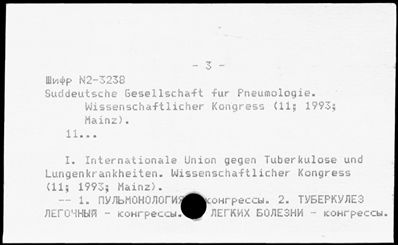 - 3 -
Шифр N2-3238
Suddeutsche Gesellschaft fur Pneumologie.
Wissenschaftlicher Kongress (11; 1993;
Mainz).
11...
I. Internationale Union gegen Tuberkulose und
Lungenkrankheiten. Wissenschaftlicher Kongress
(11; 1993; Mainz).
-- 1. ПУЛЬМОНОЛОГИЯ конгрессы. 2. ТУБЕРКУЛЕЗ
ЛЕГОЧНЫЙ - конгрессы. ЛЕГКИХ БОЛЕЗНИ - конгрессы.